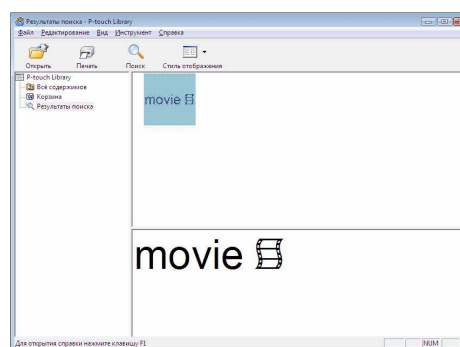 Результаты поиска - P-touch Library
Файл Редактирование Вид Инструмент Справка
Открыть Печать Поиск Стиль отображения
P-touch Library
Всё содержимое
Корзина
Результаты поиска
movie
movie
Для открытия справки нажмите клавишу F1
NUM